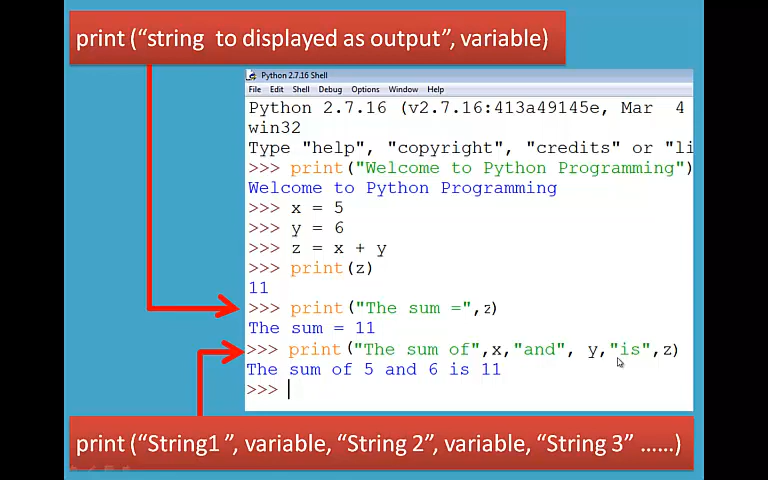 print (“string  to displayed as output”, variable)
Python 2.7.16 Shell
File Edit Shell Debug Options Window Help
Python 2.7.16 (v2.7.16:413a49145e, Mar  4
win32
Type "help", "copyright", "credits" or "li
>>> print("Welcome to Python Programming")
Welcome to Python Programming
>>> x = 5
>>> y = 6
>>> z = x + y
>>> print(z)
11
>>> print("The sum =",z)
The sum = 11
>>> print("The sum of",x,"and", y,"is",z)
The sum of 5 and 6 is 11
>>>
print (“String1 ”, variable, “String 2”, variable, “String 3” ......)